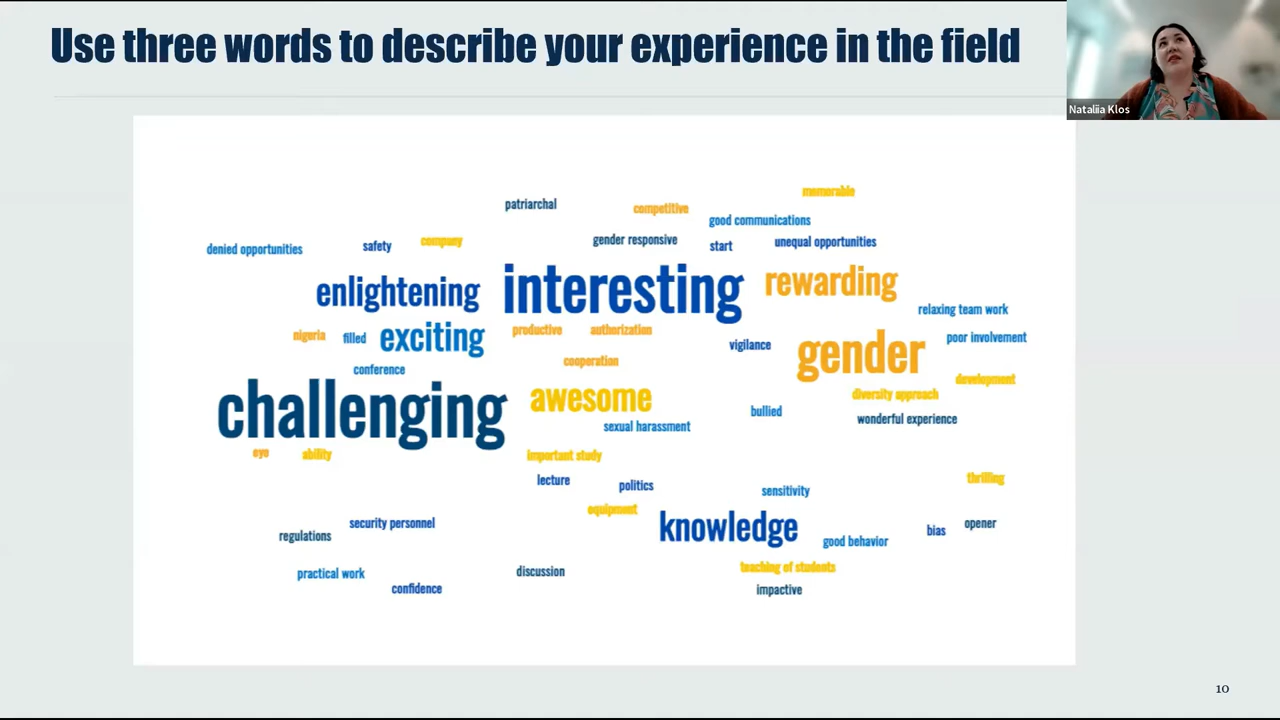 Use three words to describe your experience in the field
Nataliia Klos
memorable
patriarchal
competitive
good communications
denied opportunities
safety
company
gender responsive
start
unequal opportunities
enlightening
interesting
rewarding
relaxing team work
nigeria
filled
exciting
productive
authorization
vigilance
gender
poor involvement
conference
cooperation
development
challenging
awesome
diversity approach
bullied
wonderful experience
sexual harassment
eye
ability
important study
lecture
politics
sensitivity
thrilling
equipment
regulations
security personnel
knowledge
good behavior
bias
opener
practical work
confidence
discussion
teaching of students
impactive
10